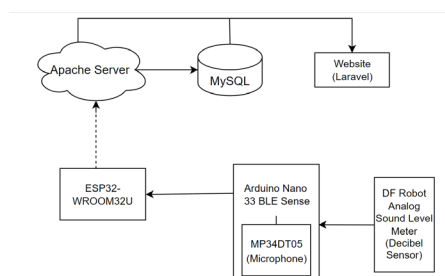 Apache Server
MySQL
Website
(Laravel)
ESP32-
WROOM32U
Arduino Nano
33 BLE Sense
MP34DT05
(Microphone)
DF Robot
Analog
Sound Level
Meter
(Decibel
Sensor)